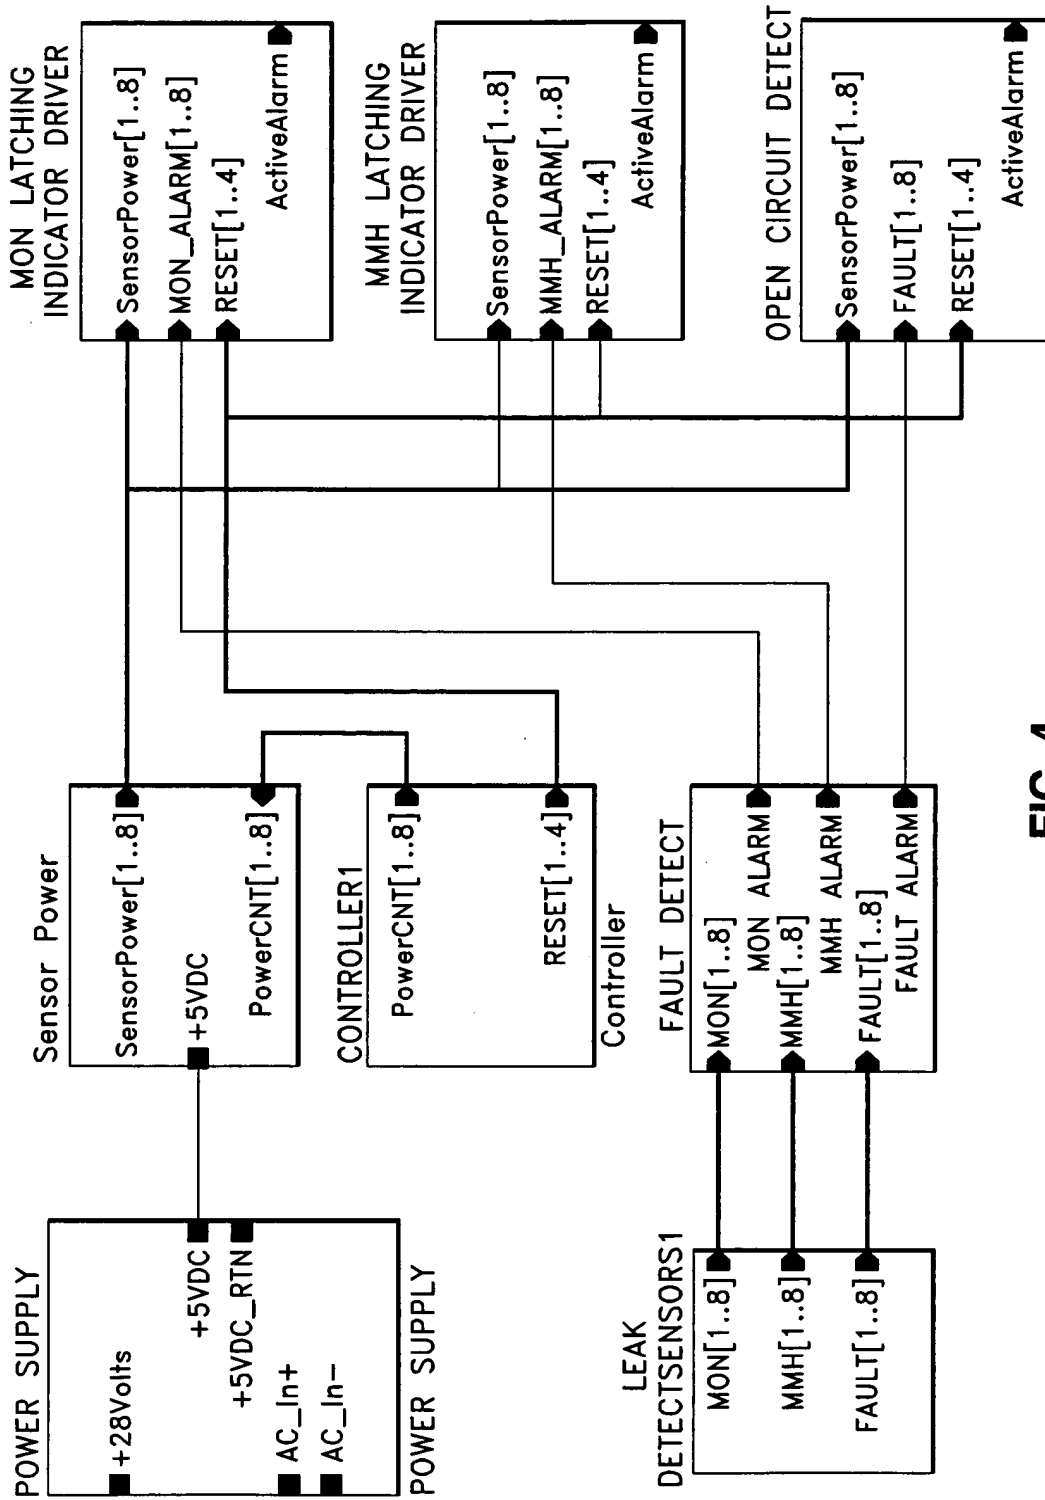 POWER SUPPLY
+28Volts
+5VDC
+5VDC_RTN
AC_In+
AC_In-
POWER SUPPLY
Sensor Power
SensorPower[1..8]
+5VDC
PowerCNT[1..8]
CONTROLLER1
PowerCNT[1..8]
RESET[1..4]
Controller
LEAK
DETECTSENSORS1
MON[1..8]
MMH[1..8]
FAULT[1..8]
FAULT DETECT
MON[1..8]
MON ALARM
MMH[1..8]
MMH ALARM
FAULT[1..8]
FAULT ALARM
MON LATCHING
INDICATOR DRIVER
SensorPower[1..8]
MON_ALARM[1..8]
RESET[1..4]
ActiveAlarm
MMH LATCHING
INDICATOR DRIVER
SensorPower[1..8]
MMH_ALARM[1..8]
RESET[1..4]
ActiveAlarm
OPEN CIRCUIT DETECT
SensorPower[1..8]
FAULT[1..8]
RESET[1..4]
ActiveAlarm